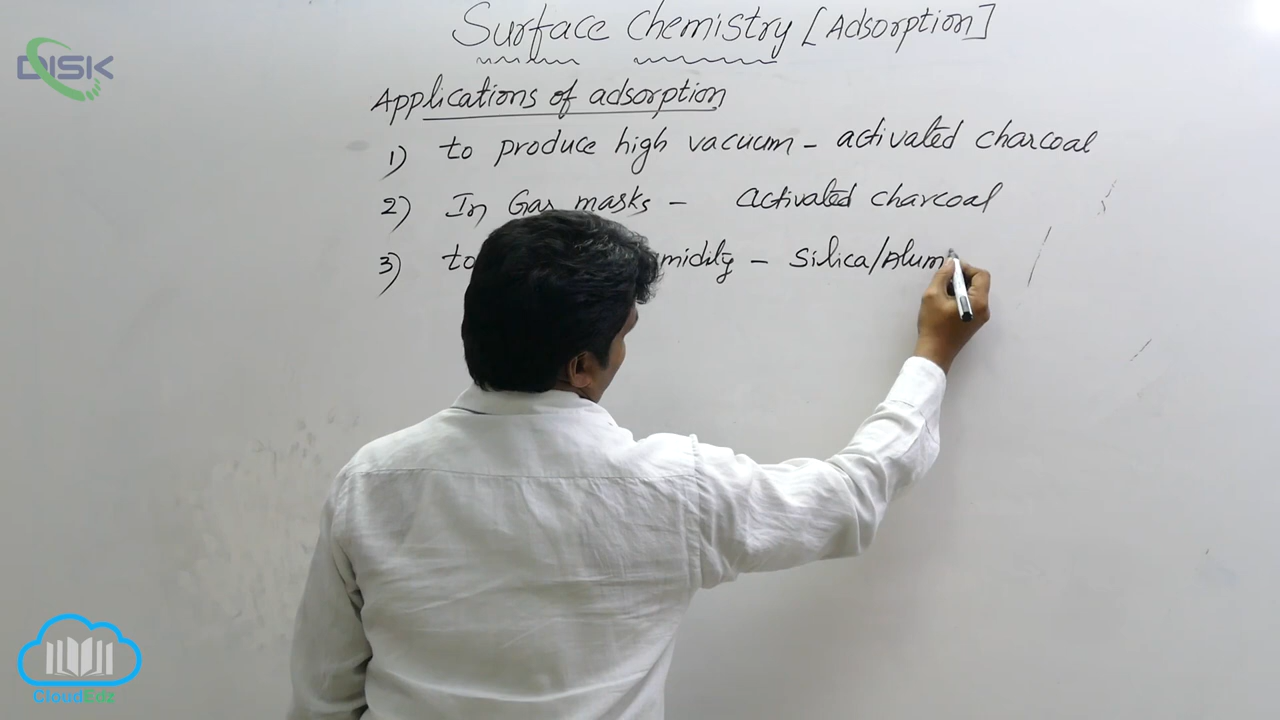 Surface Chemistry [Adsorption]
DISK
Applications of adsorption
1) to produce high vacuum - activated charcoal
2) In Gas masks - activated charcoal
3) to midity - Silica/Alum
CloudEdz